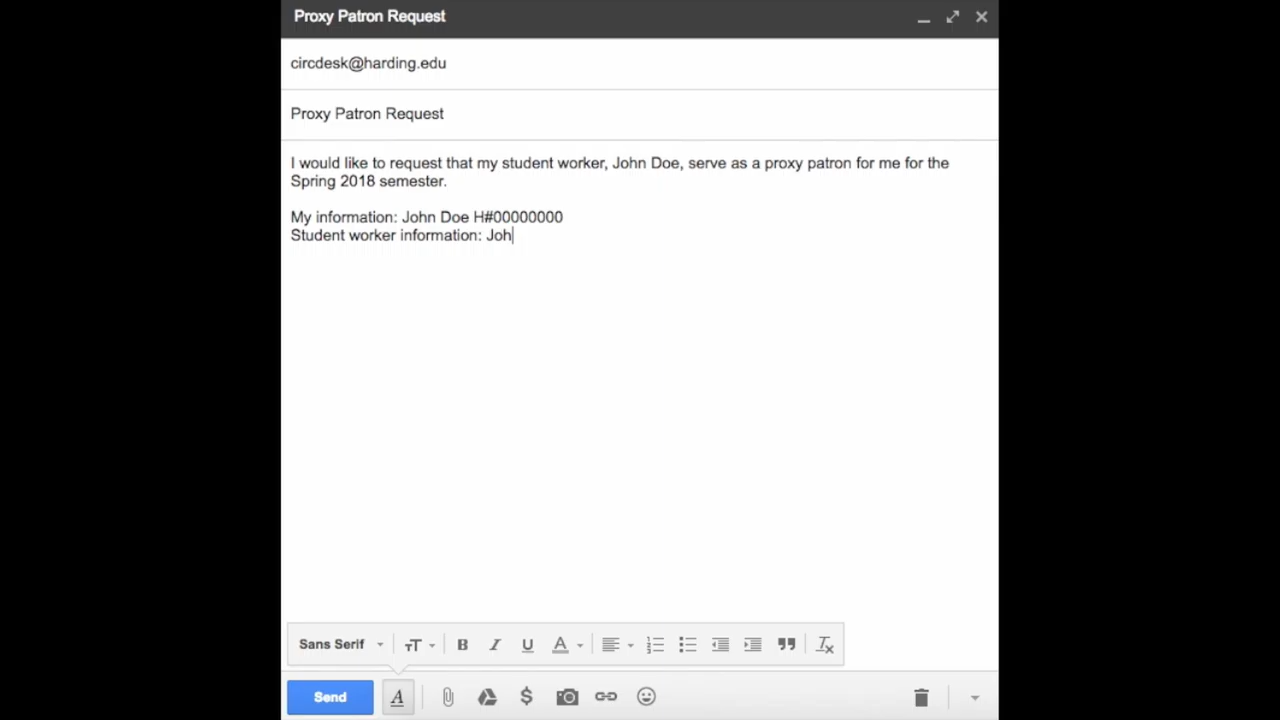 Proxy Patron Request
circdesk@harding.edu
Proxy Patron Request
I would like to request that my student worker, John Doe, serve as a proxy patron for me for the
Spring 2018 semester.
My information: John Doe H#00000000
Student worker information: Joh
Sans Serif
Send